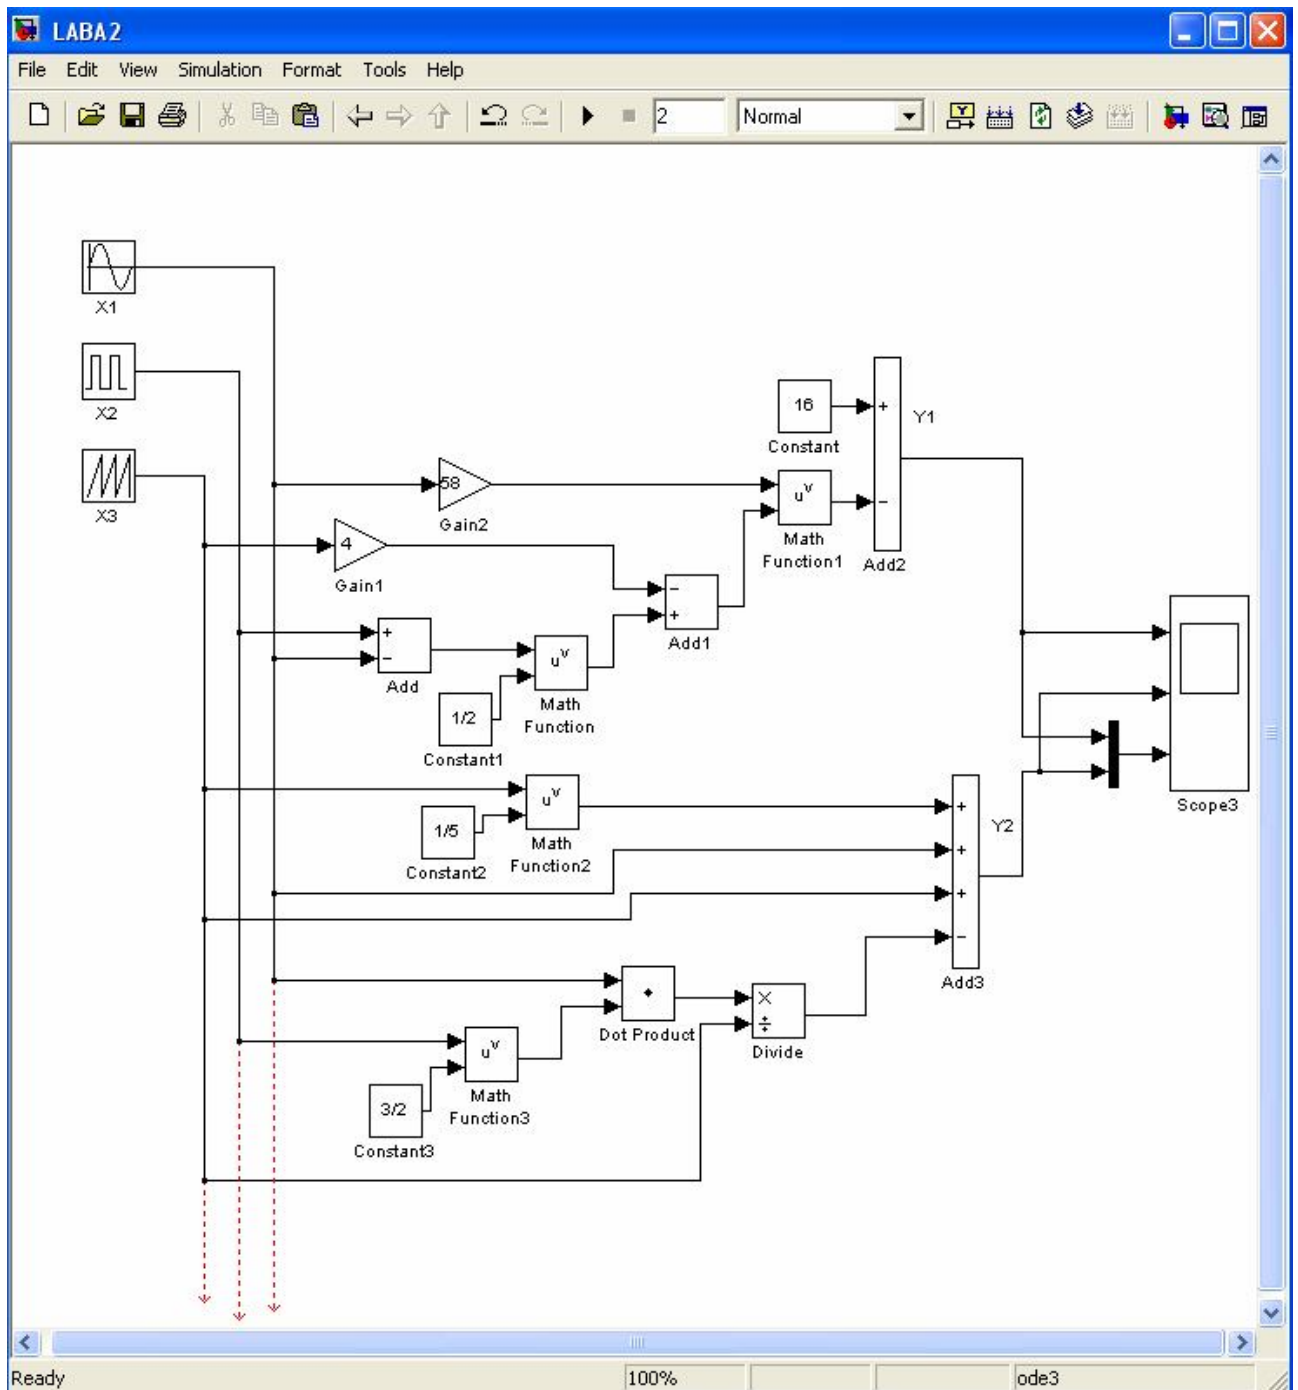 LABA2
File Edit View Simulation Format Tools Help
2 Normal
X1
X2
X3
16
Constant
Y1
58
Gain2
u^v
Math
Function1
Add2
4
Gain1
Add1
Add
u^v
Math
Function
1/2
Constant1
Scope3
u^v
Math
Function2
1/5
Constant2
Y2
Add3
Dot Product
Divide
u^v
Math
Function3
3/2
Constant3
Ready 100% ode3